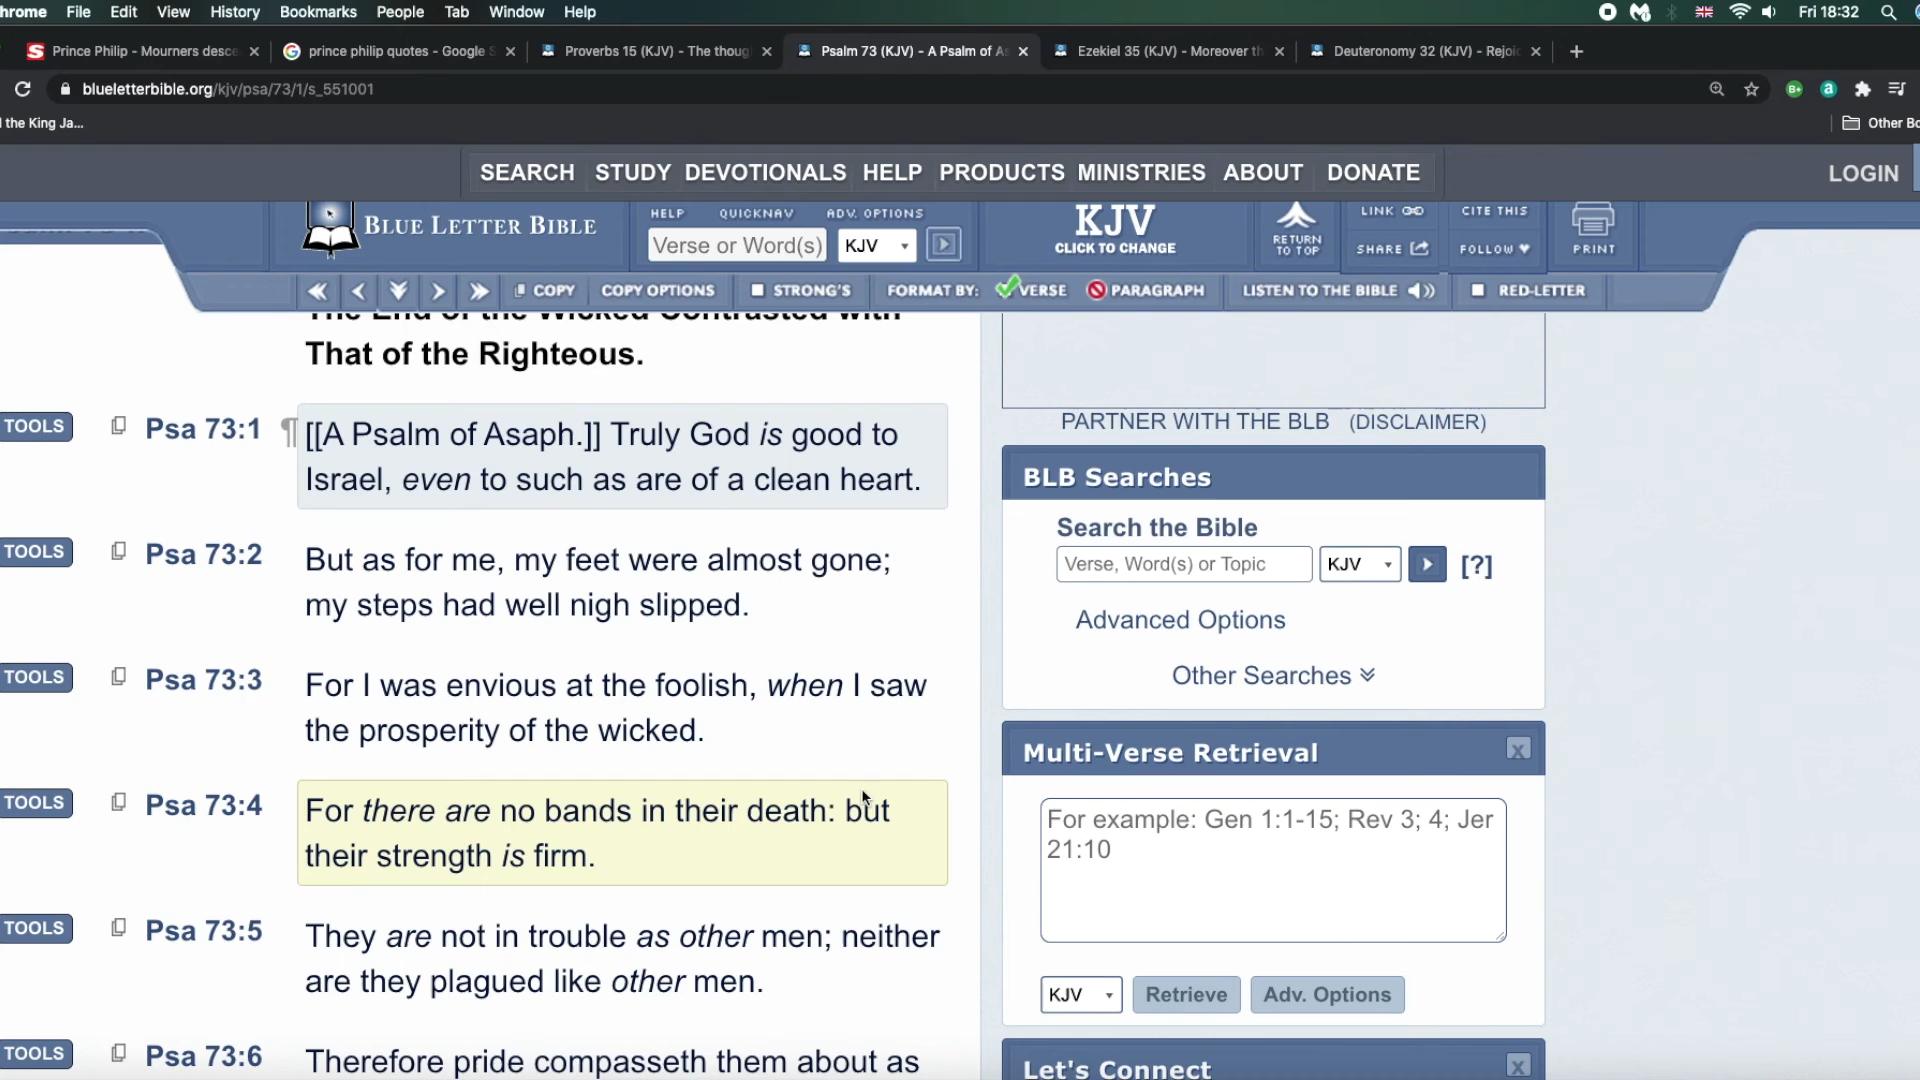 hrome File Edit View History Bookmarks People Tab Window Help Fri 18:32
Prince Philip - Mourners desce
prince philip quotes - Google S
Proverbs 15 (KJV) - The thoug
Psalm 73 (KJV) - A Psalm of As
Ezekiel 35 (KJV) - Moreover th
Deuteronomy 32 (KJV) - Rejoic
blueletterbible.org/kjv/psa/73/1/s_551001
the King Ja...
Other Bo
SEARCH STUDY DEVOTIONALS HELP PRODUCTS MINISTRIES ABOUT DONATE
LOGIN
BLUE LETTER BIBLE
HELP QUICKNAV ADV. OPTIONS
Verse or Word(s) KJV
KJV
CLICK TO CHANGE
RETURN
TO TOP
LINK
SHARE
CITE THIS
FOLLOW
PRINT
COPY COPY OPTIONS STRONG'S FORMAT BY: VERSE PARAGRAPH LISTEN TO THE BIBLE RED-LETTER
The End of the Wicked Contrasted with
That of the Righteous.
TOOLS Psa 73:1 ¶ [[A Psalm of Asaph.]] Truly God is good to
Israel, even to such as are of a clean heart.
TOOLS Psa 73:2 But as for me, my feet were almost gone;
my steps had well nigh slipped.
TOOLS Psa 73:3 For I was envious at the foolish, when I saw
the prosperity of the wicked.
TOOLS Psa 73:4 For there are no bands in their death: but
their strength is firm.
TOOLS Psa 73:5 They are not in trouble as other men; neither
are they plagued like other men.
TOOLS Psa 73:6 Therefore pride compasseth them about as
PARTNER WITH THE BLB (DISCLAIMER)
BLB Searches
Search the Bible
Verse, Word(s) or Topic KJV [?]
Advanced Options
Other Searches
Multi-Verse Retrieval x
For example: Gen 1:1-15; Rev 3; 4; Jer
21:10
KJV Retrieve Adv. Options
Let's Connect x